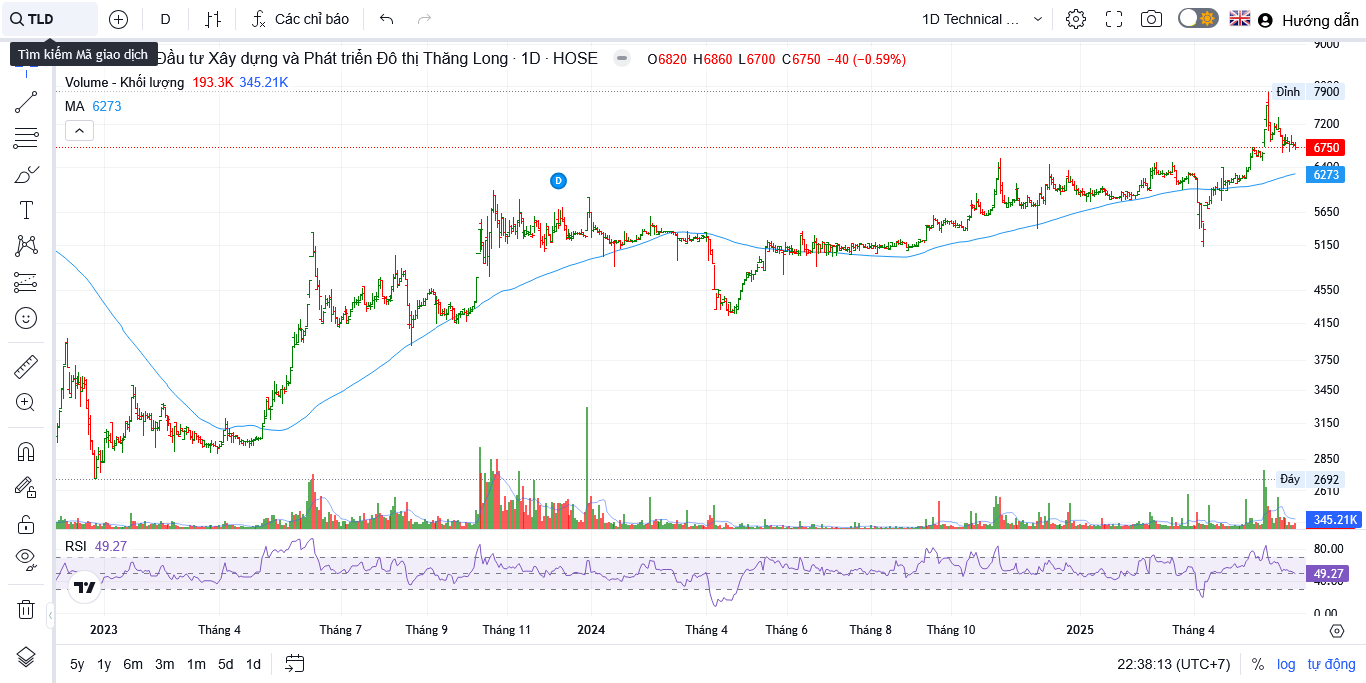 TLD D Các chỉ báo 1D Technical ... Hướng dẫn
Tìm kiếm Mã giao dịch
Đầu tư Xây dựng và Phát triển Đô thị Thăng Long · 1D · HOSE O6820 H6860 L6700 C6750 −40 (−0.59%)
Volume - Khối lượng 193.3K 345.21K
MA 6273
9000
Đỉnh 7900
7200
6750
6400
6273
D
5650
5150
4550
4150
3750
3450
3150
2850
Đáy 2692
2610
345.21K
RSI 49.27
80.00
49.27
40.00
0.00
2023 Tháng 4 Tháng 7 Tháng 9 Tháng 11 2024 Tháng 4 Tháng 6 Tháng 8 Tháng 10 2025 Tháng 4
5y 1y 6m 3m 1m 5d 1d 22:38:13 (UTC+7) % log tự động